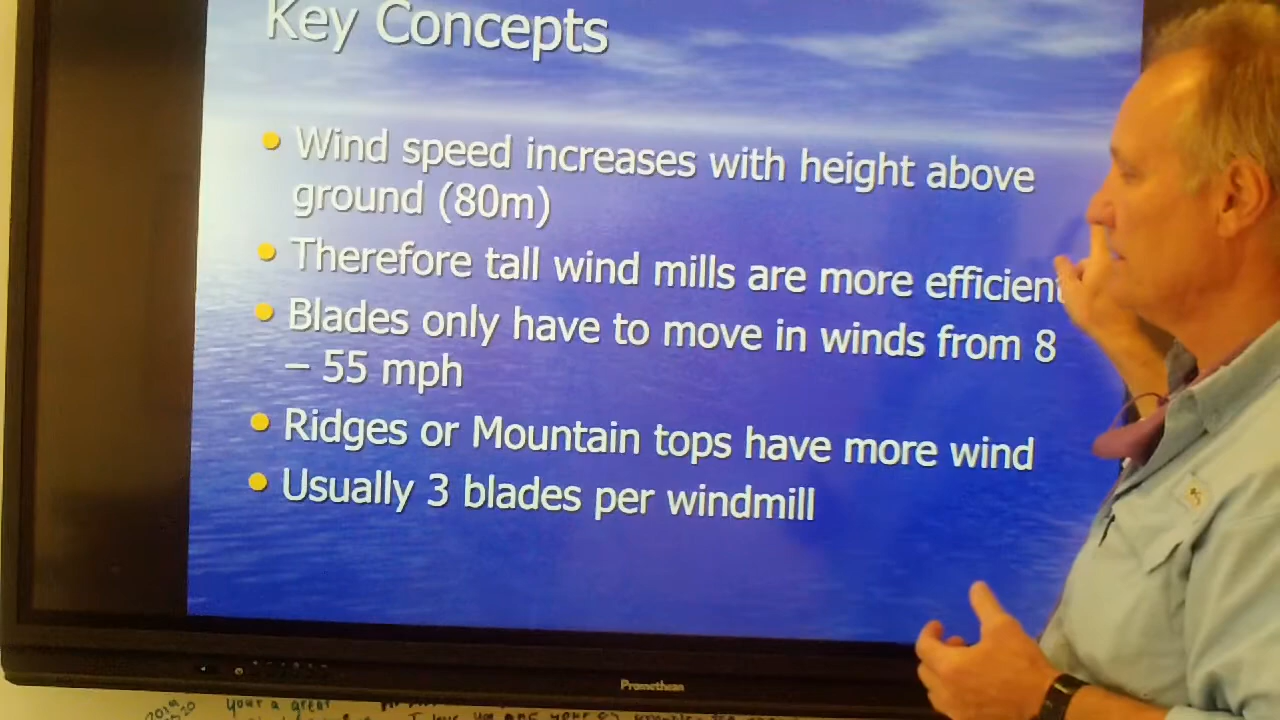 Key Concepts
Wind speed increases with height above
ground (80m)
Therefore tall wind mills are more efficient
Blades only have to move in winds from 8
– 55 mph
Ridges or Mountain tops have more wind
Usually 3 blades per windmill
Promethean
your a great